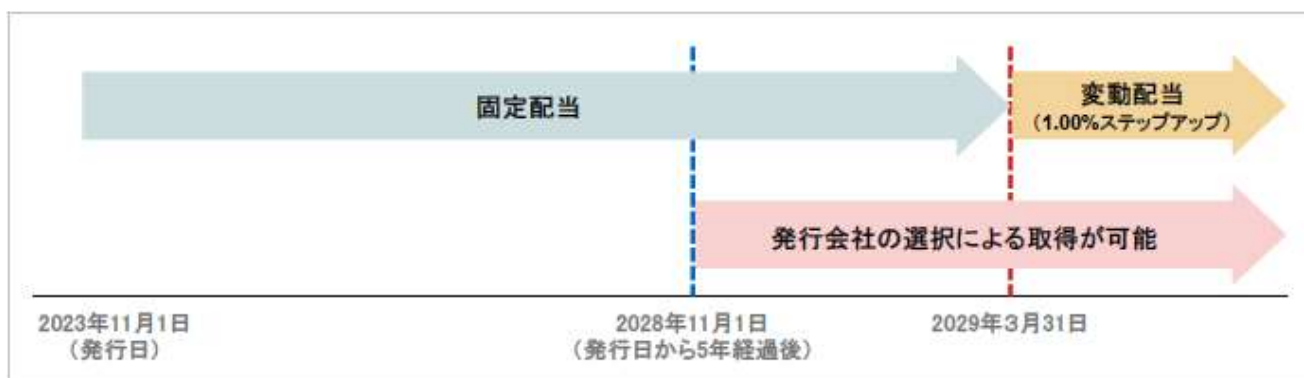 固定配当
変動配当
(1.00%ステップアップ)
発行会社の選択による取得が可能
2023年11月1日
(発行日)
2028年11月1日
(発行日から5年経過後)
2029年3月31日